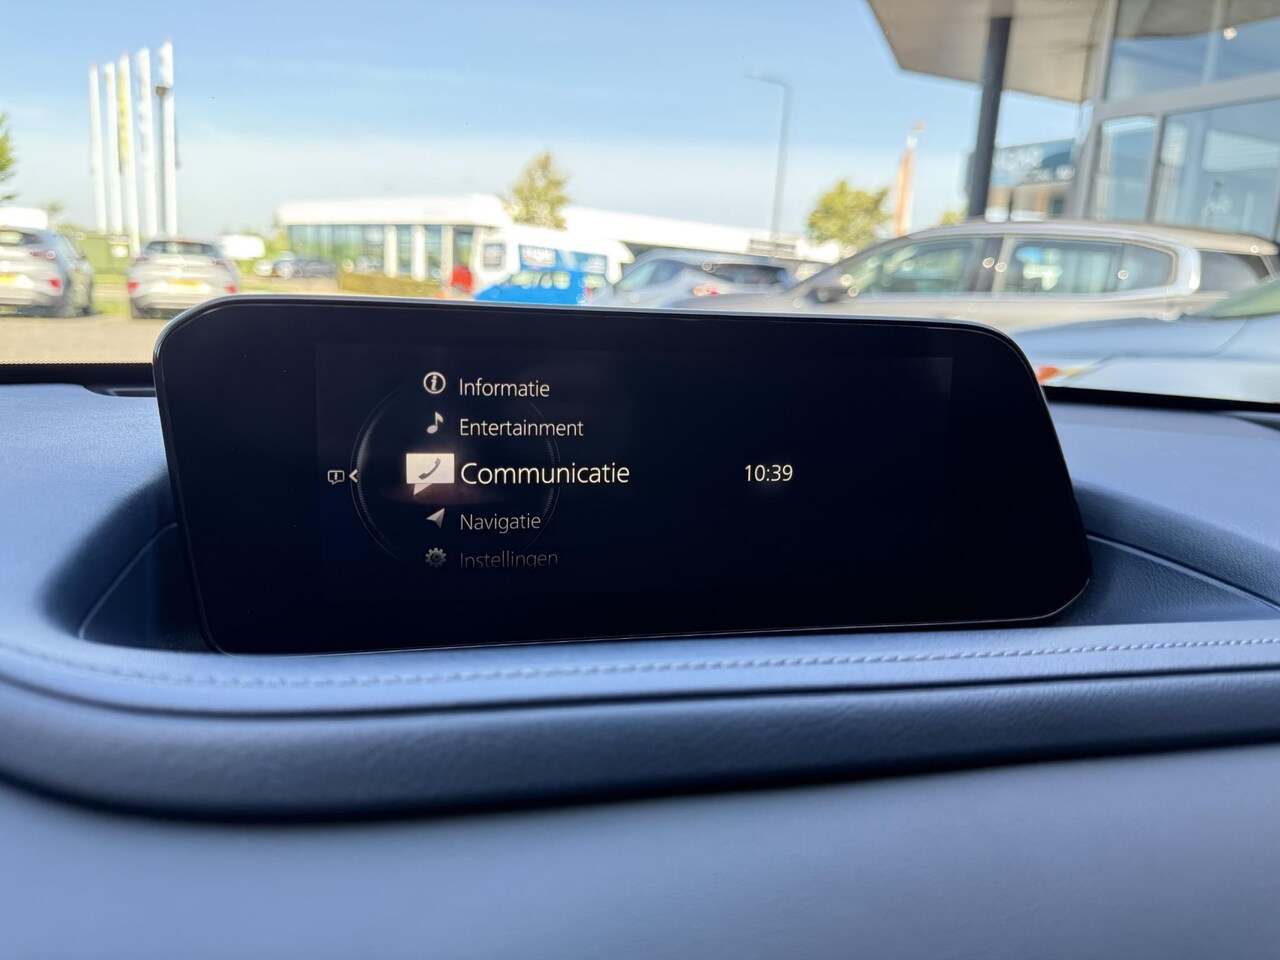 Informatie
Entertainment
Communicatie
10:39
Navigatie
Instellingen